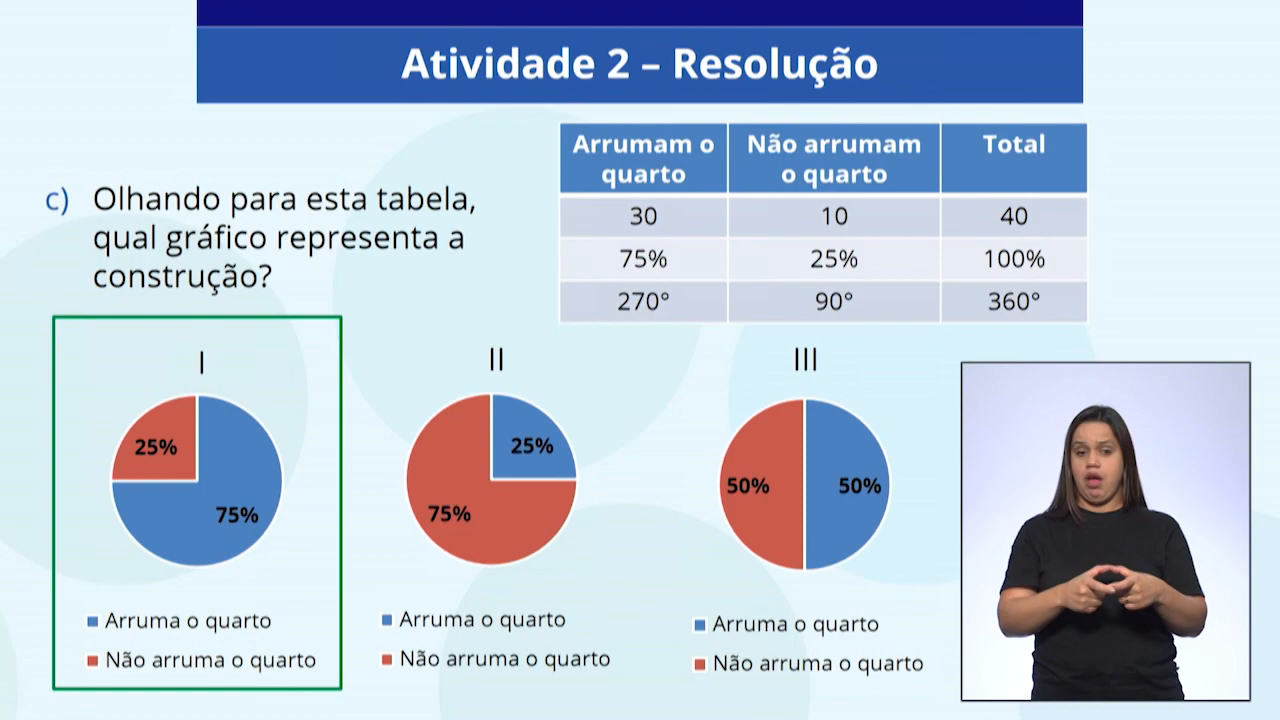 Atividade 2 – Resolução
c) Olhando para esta tabela,
qual gráfico representa a
construção?
Arrumam o quarto Não arrumam o quarto Total
30 10 40
75% 25% 100%
270° 90° 360°
I
25%
75%
Arruma o quarto
Não arruma o quarto
II
25%
75%
Arruma o quarto
Não arruma o quarto
III
50% 50%
Arruma o quarto
Não arruma o quarto